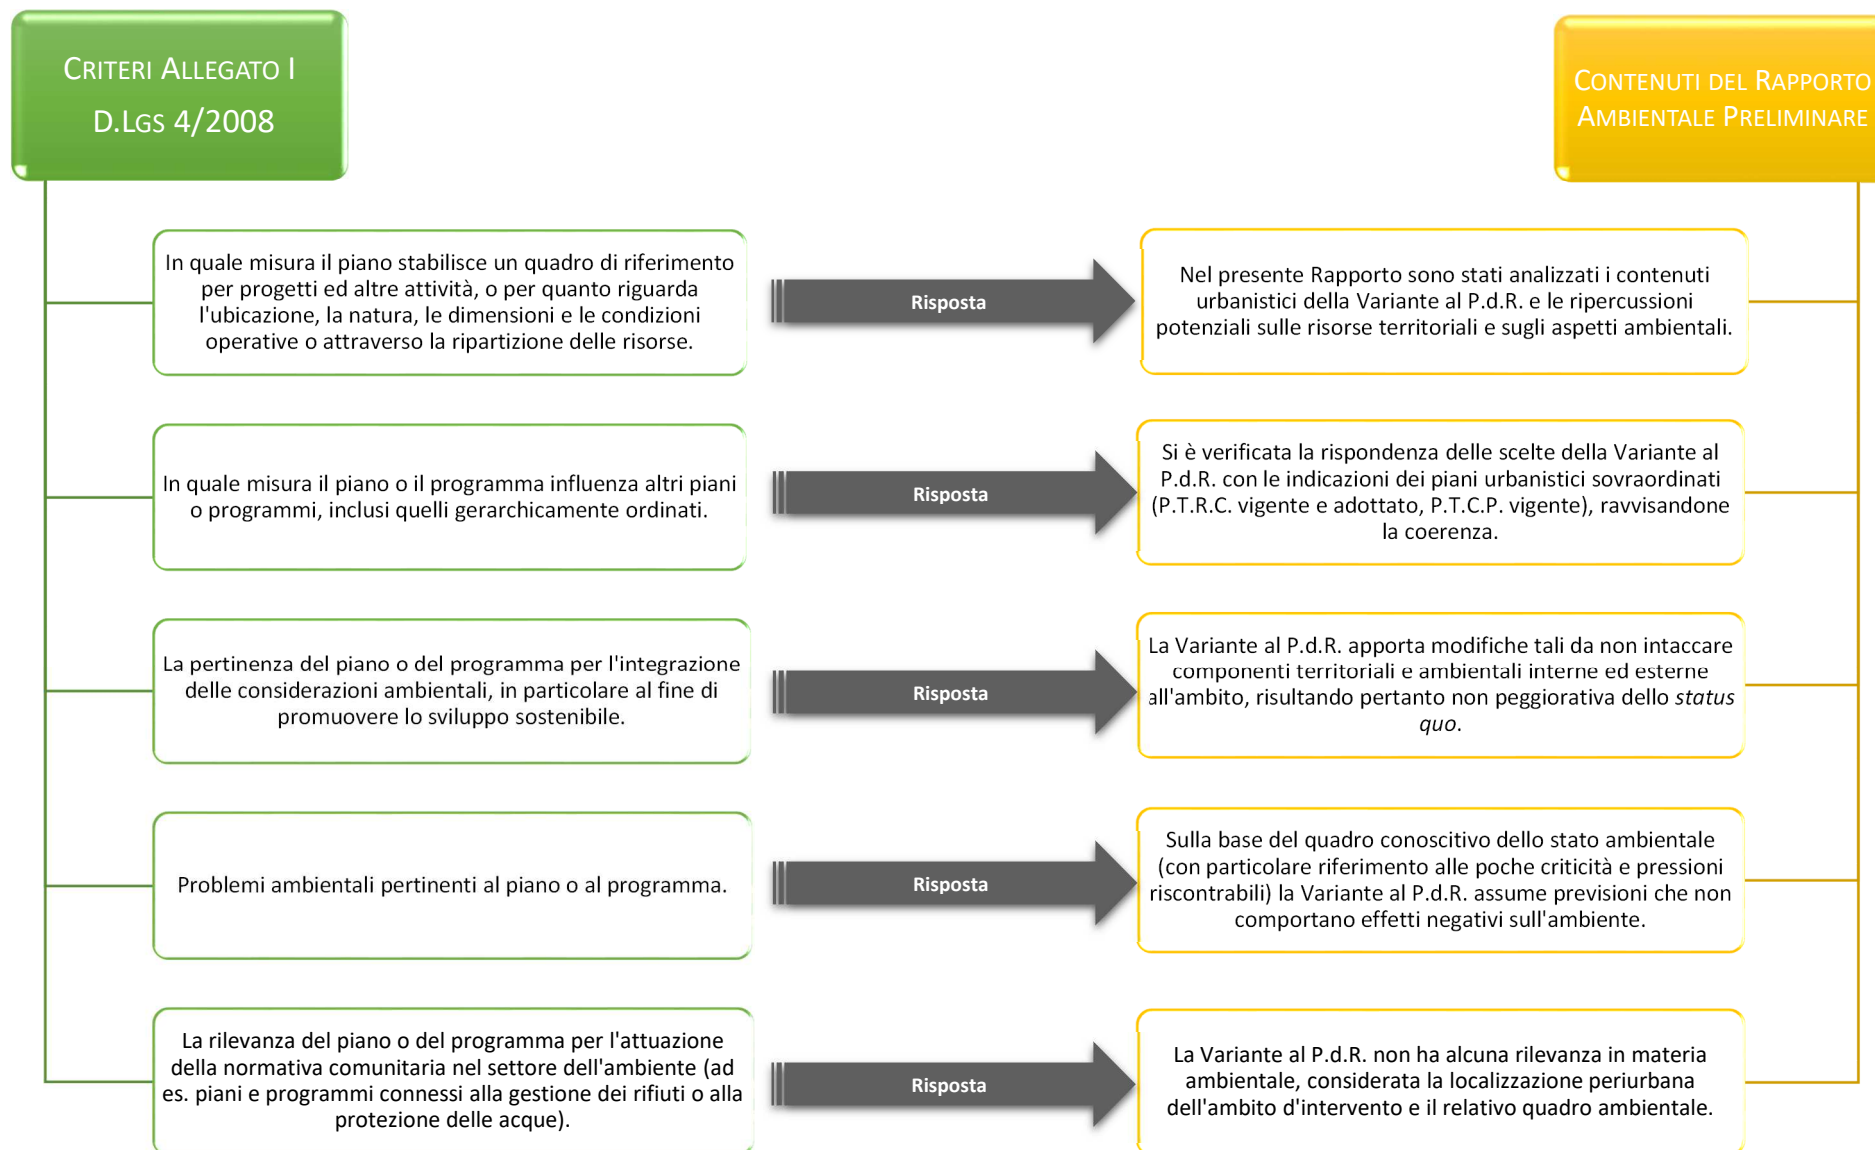 CRITERI ALLEGATO I
D.LGS 4/2008
CONTENUTI DEL RAPPORTO
AMBIENTALE PRELIMINARE
In quale misura il piano stabilisce un quadro di riferimento
per progetti ed altre attività, o per quanto riguarda
l'ubicazione, la natura, le dimensioni e le condizioni
operative o attraverso la ripartizione delle risorse.
Risposta
Nel presente Rapporto sono stati analizzati i contenuti
urbanistici della Variante al P.d.R. e le ripercussioni
potenziali sulle risorse territoriali e sugli aspetti ambientali.
In quale misura il piano o il programma influenza altri piani
o programmi, inclusi quelli gerarchicamente ordinati.
Risposta
Si è verificata la rispondenza delle scelte della Variante al
P.d.R. con le indicazioni dei piani urbanistici sovraordinati
(P.T.R.C. vigente e adottato, P.T.C.P. vigente), ravvisandone
la coerenza.
La pertinenza del piano o del programma per l'integrazione
delle considerazioni ambientali, in particolare al fine di
promuovere lo sviluppo sostenibile.
Risposta
La Variante al P.d.R. apporta modifiche tali da non intaccare
componenti territoriali e ambientali interne ed esterne
all'ambito, risultando pertanto non peggiorativa dello status
quo.
Problemi ambientali pertinenti al piano o al programma.
Risposta
Sulla base del quadro conoscitivo dello stato ambientale
(con particolare riferimento alle poche criticità e pressioni
riscontrabili) la Variante al P.d.R. assume previsioni che non
comportano effetti negativi sull'ambiente.
La rilevanza del piano o del programma per l'attuazione
della normativa comunitaria nel settore dell'ambiente (ad
es. piani e programmi connessi alla gestione dei rifiuti o alla
protezione delle acque).
Risposta
La Variante al P.d.R. non ha alcuna rilevanza in materia
ambientale, considerata la localizzazione periurbana
dell'ambito d'intervento e il relativo quadro ambientale.